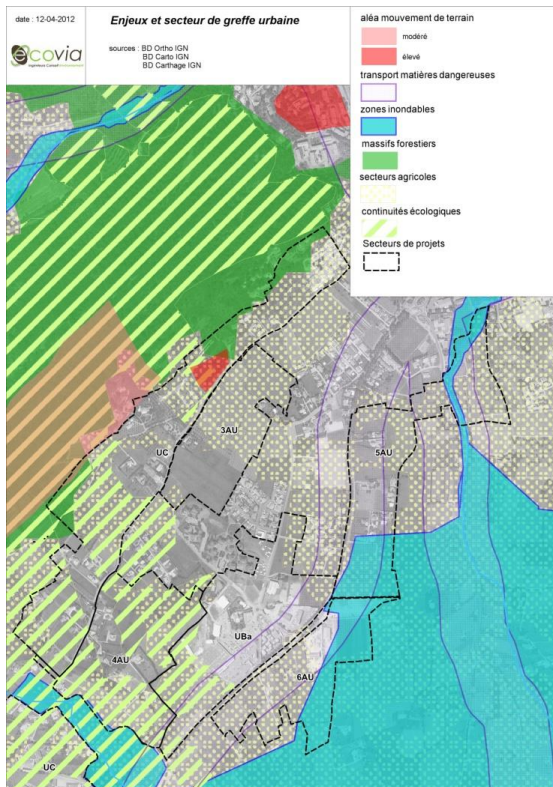 date : 12-04-2012
Enjeux et secteur de greffe urbaine
ecovia
sources : BD Ortho IGN
BD Carto IGN
BD Carthage IGN
aléa mouvement de terrain
modéré
élevé
transport matières dangereuses
zones inondables
massifs forestiers
secteurs agricoles
continuités écologiques
Secteurs de projets
3AU
UC
5AU
UBa
4AU
6AU
UC